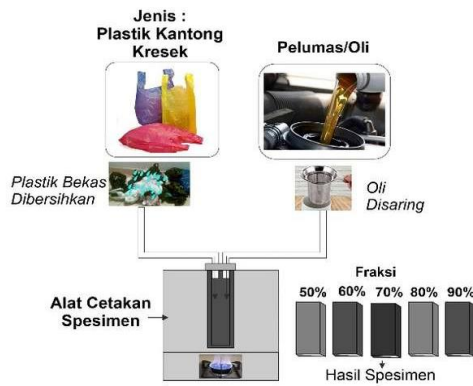 Jenis :
Plastik Kantong
Kresek
Pelumas/Oli
Plastik Bekas
Dibersihkan
Oli
Disaring
Alat Cetakan
Spesimen
Fraksi
50% 60% 70% 80% 90%
Hasil Spesimen